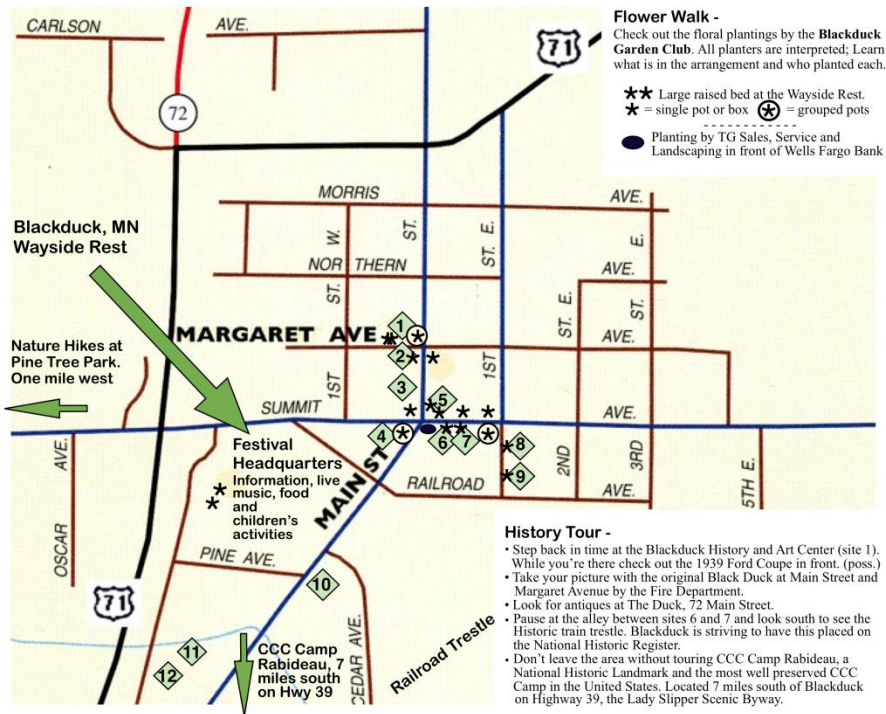 Flower Walk -
Check out the floral plantings by the Blackduck
Garden Club. All planters are interpreted; Learn
what is in the arrangement and who planted each.
** Large raised bed at the Wayside Rest.
* = single pot or box * = grouped pots
Planting by TG Sales, Service and
Landscaping in front of Wells Fargo Bank
CARLSON AVE.
71
72
MORRIS AVE.
Blackduck, MN
Wayside Rest
W.
ST.
ST. E.
E.
NORTHERN AVE.
ST.
ST. E.
ST.
1
MARGARET AVE AVE.
Nature Hikes at
Pine Tree Park.
One mile west
2
3
1ST
1ST
5
SUMMIT AVE.
4
6
7
8
Festival
Headquarters
Information, live
music, food
and
children's
activities
MAIN ST
9
2ND
3RD
5TH E.
RAILROAD AVE.
OSCAR AVE.
PINE AVE.
10
71
CEDAR AVE.
Railroad Trestle
11
12
CCC Camp
Rabideau, 7
miles south
on Hwy 39
History Tour -
• Step back in time at the Blackduck History and Art Center (site 1).
While you're there check out the 1939 Ford Coupe in front. (poss.)
• Take your picture with the original Black Duck at Main Street and
Margaret Avenue by the Fire Department.
• Look for antiques at The Duck, 72 Main Street.
• Pause at the alley between sites 6 and 7 and look south to see the
Historic train trestle. Blackduck is striving to have this placed on
the National Historic Register.
• Don't leave the area without touring CCC Camp Rabideau, a
National Historic Landmark and the most well preserved CCC
Camp in the United States. Located 7 miles south of Blackduck
on Highway 39, the Lady Slipper Scenic Byway.